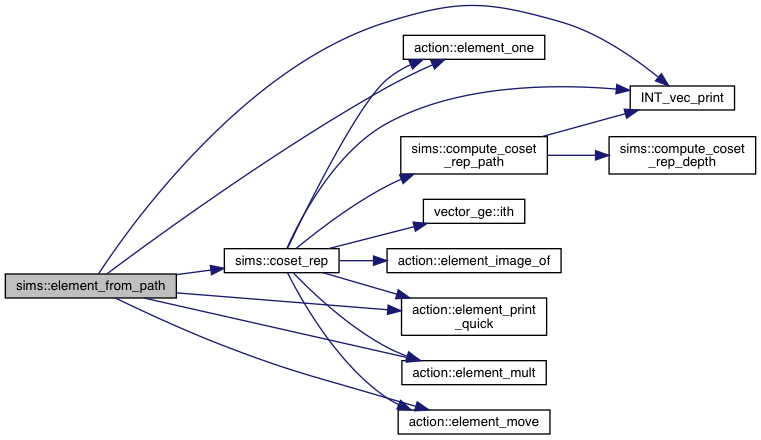 action::element_one
INT_vec_print
sims::compute_coset
_rep_path
sims::compute_coset
_rep_depth
vector_ge::ith
sims::coset_rep
action::element_image_of
sims::element_from_path
action::element_print
_quick
action::element_mult
action::element_move